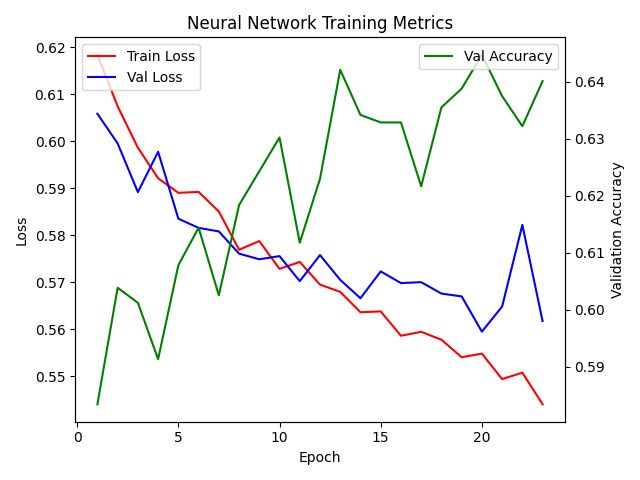 Neural Network Training Metrics
Train Loss
Val Loss
Val Accuracy
0.62
0.61
0.60
0.59
0.58
0.57
0.56
0.55
Loss
0.64
0.63
0.62
0.61
0.60
0.59
Validation Accuracy
0 5 10 15 20
Epoch